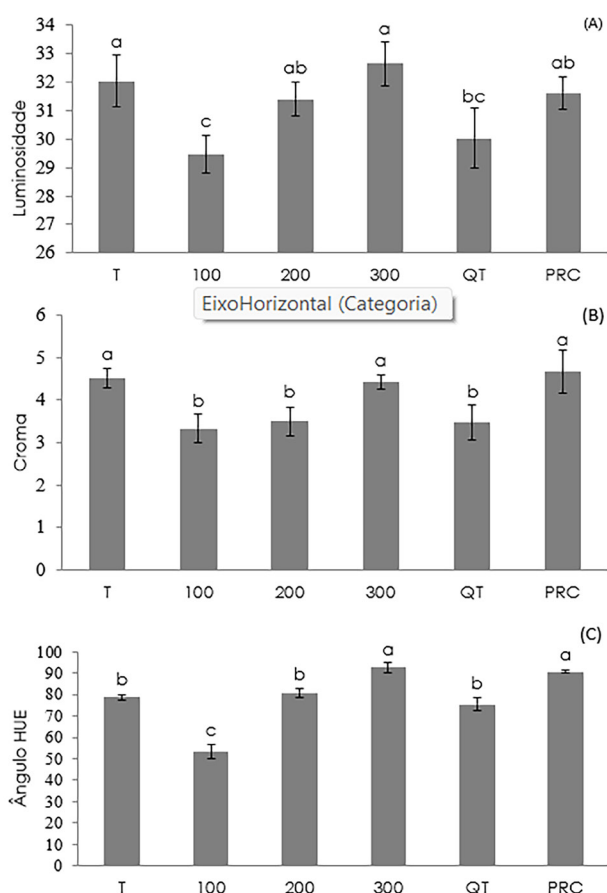 (A)
34
33
32
31
30
29
28
27
26
Luminosidade
a
c
ab
a
bc
ab
T 100 200 300 QT PRC
EixoHorizontal (Categoria)
(B)
6
5
4
3
2
1
0
Croma
a
b
b
a
b
a
T 100 200 300 QT PRC
(C)
100
90
80
70
60
50
40
30
20
10
0
Ângulo HUE
b
c
b
a
b
a
T 100 200 300 QT PRC